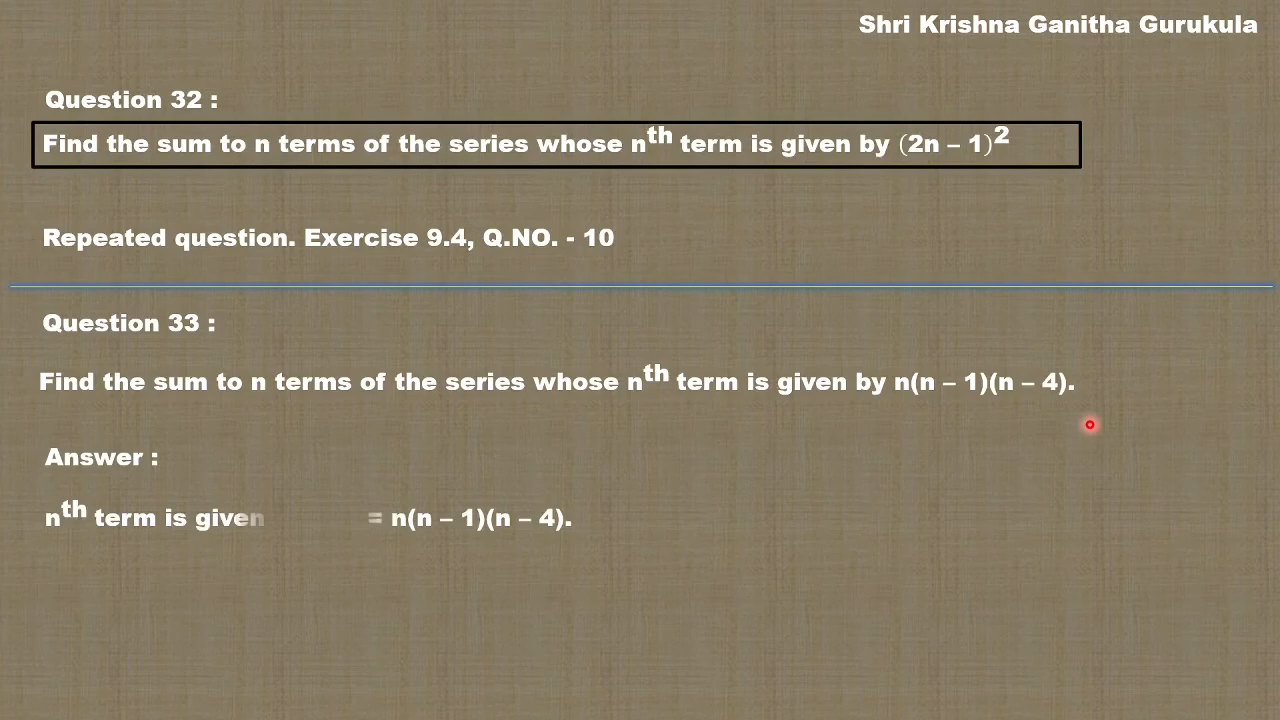 Shri Krishna Ganitha Gurukula
Question 32 :
Find the sum to n terms of the series whose nth term is given by (2n – 1)2
Repeated question. Exercise 9.4, Q.NO. - 10
Question 33 :
Find the sum to n terms of the series whose nth term is given by n(n – 1)(n – 4).
Answer :
nth term is given = n(n – 1)(n – 4).